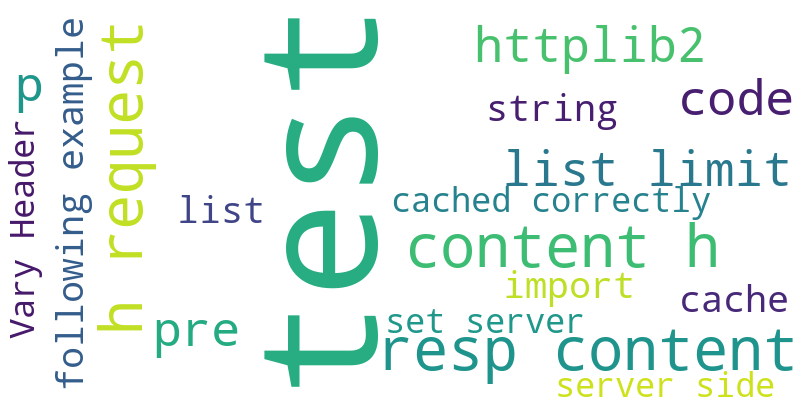 p
Vary Header
following example
h request
pre
list
test
httplib2
string
code
list limit
cached correctly
content h
import
cache
set server
resp content
server side